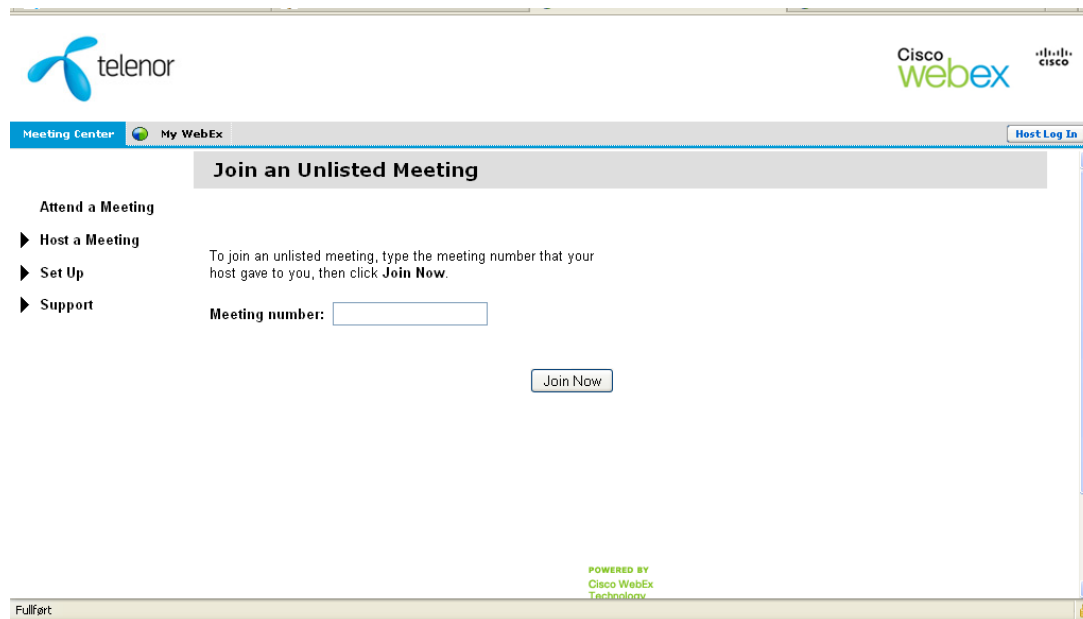 telenor
Cisco
webex
cisco
Meeting Center
My WebEx
Host Log In
Join an Unlisted Meeting
Attend a Meeting
Host a Meeting
Set Up
Support
To join an unlisted meeting, type the meeting number that your
host gave to you, then click Join Now.
Meeting number:
Join Now
POWERED BY
Cisco WebEx
Technology
Fullført